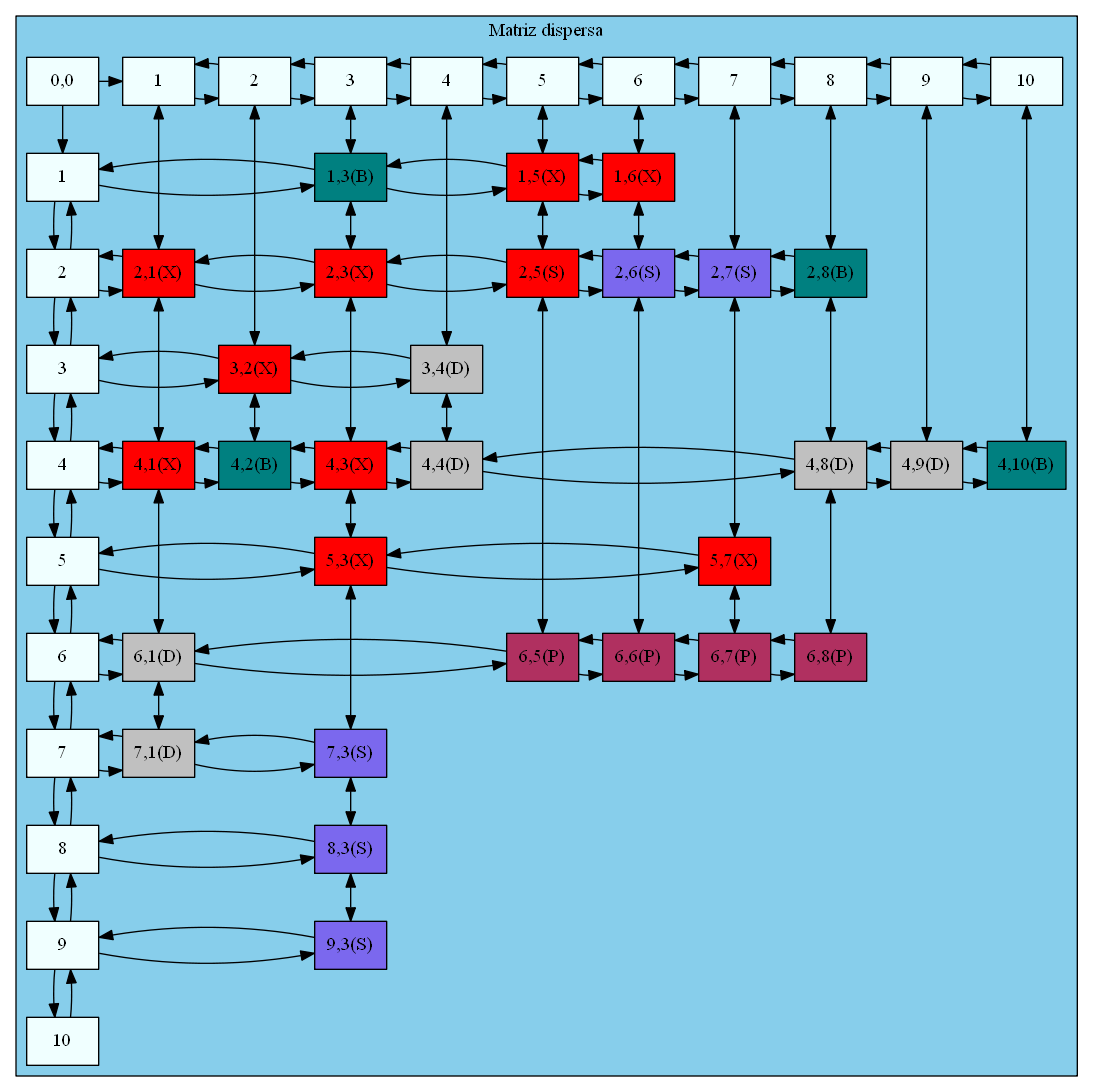 Matriz dispersa
0,0 1 2 3 4 5 6 7 8 9 10
1 1,3(B) 1,5(X) 1,6(X)
2 2,1(X) 2,3(X) 2,5(S) 2,6(S) 2,7(S) 2,8(B)
3 3,2(X) 3,4(D)
4 4,1(X) 4,2(B) 4,3(X) 4,4(D) 4,8(D) 4,9(D) 4,10(B)
5 5,3(X) 5,7(X)
6 6,1(D) 6,5(P) 6,6(P) 6,7(P) 6,8(P)
7 7,1(D) 7,3(S)
8 8,3(S)
9 9,3(S)
10